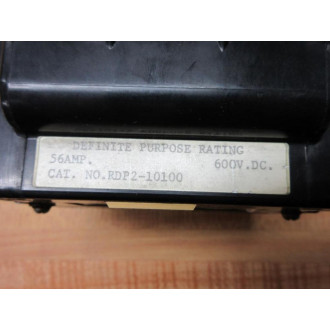 DEFINITE PURPOSE RATING
56AMP. 600V.DC.
CAT. NO.RDP2-10100